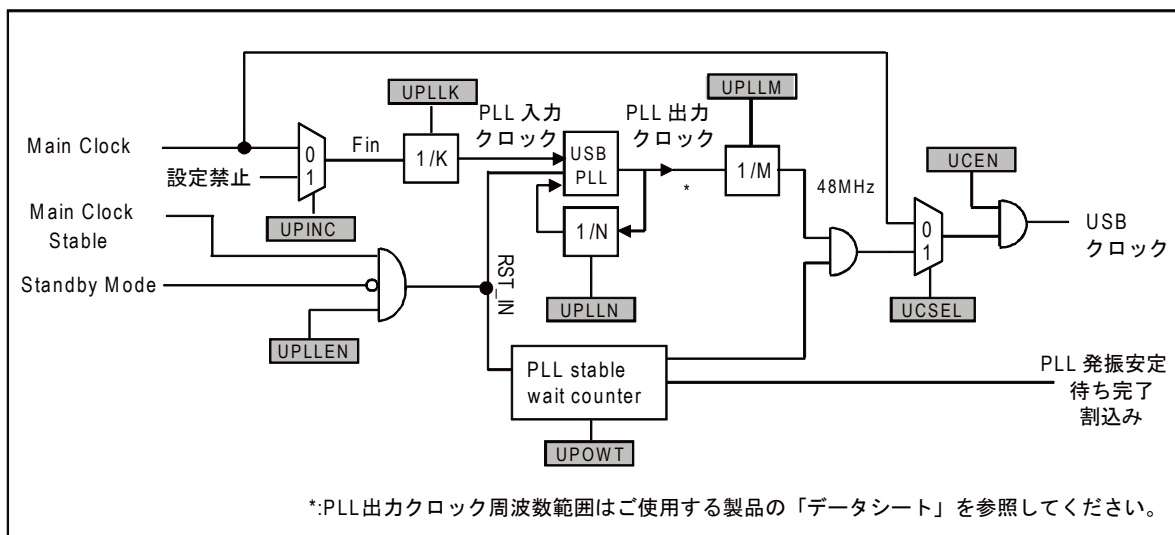 UPLLK
PLL 入力
クロック
PLL 出力
クロック
UPLLM
Main Clock
設定禁止
0
1
Fin
1/K
USB
PLL
*
1/M
48MHz
UCEN
UPINC
1/N
0
1
USB
クロック
Main Clock
Stable
Standby Mode
RST_IN
UPLLN
UCSEL
UPLLEN
PLL stable
wait counter
PLL 発振安定
待ち完了
割込み
UPOWT
*:PLL出力クロック周波数範囲はご使用する製品の「データシート」を参照してください。